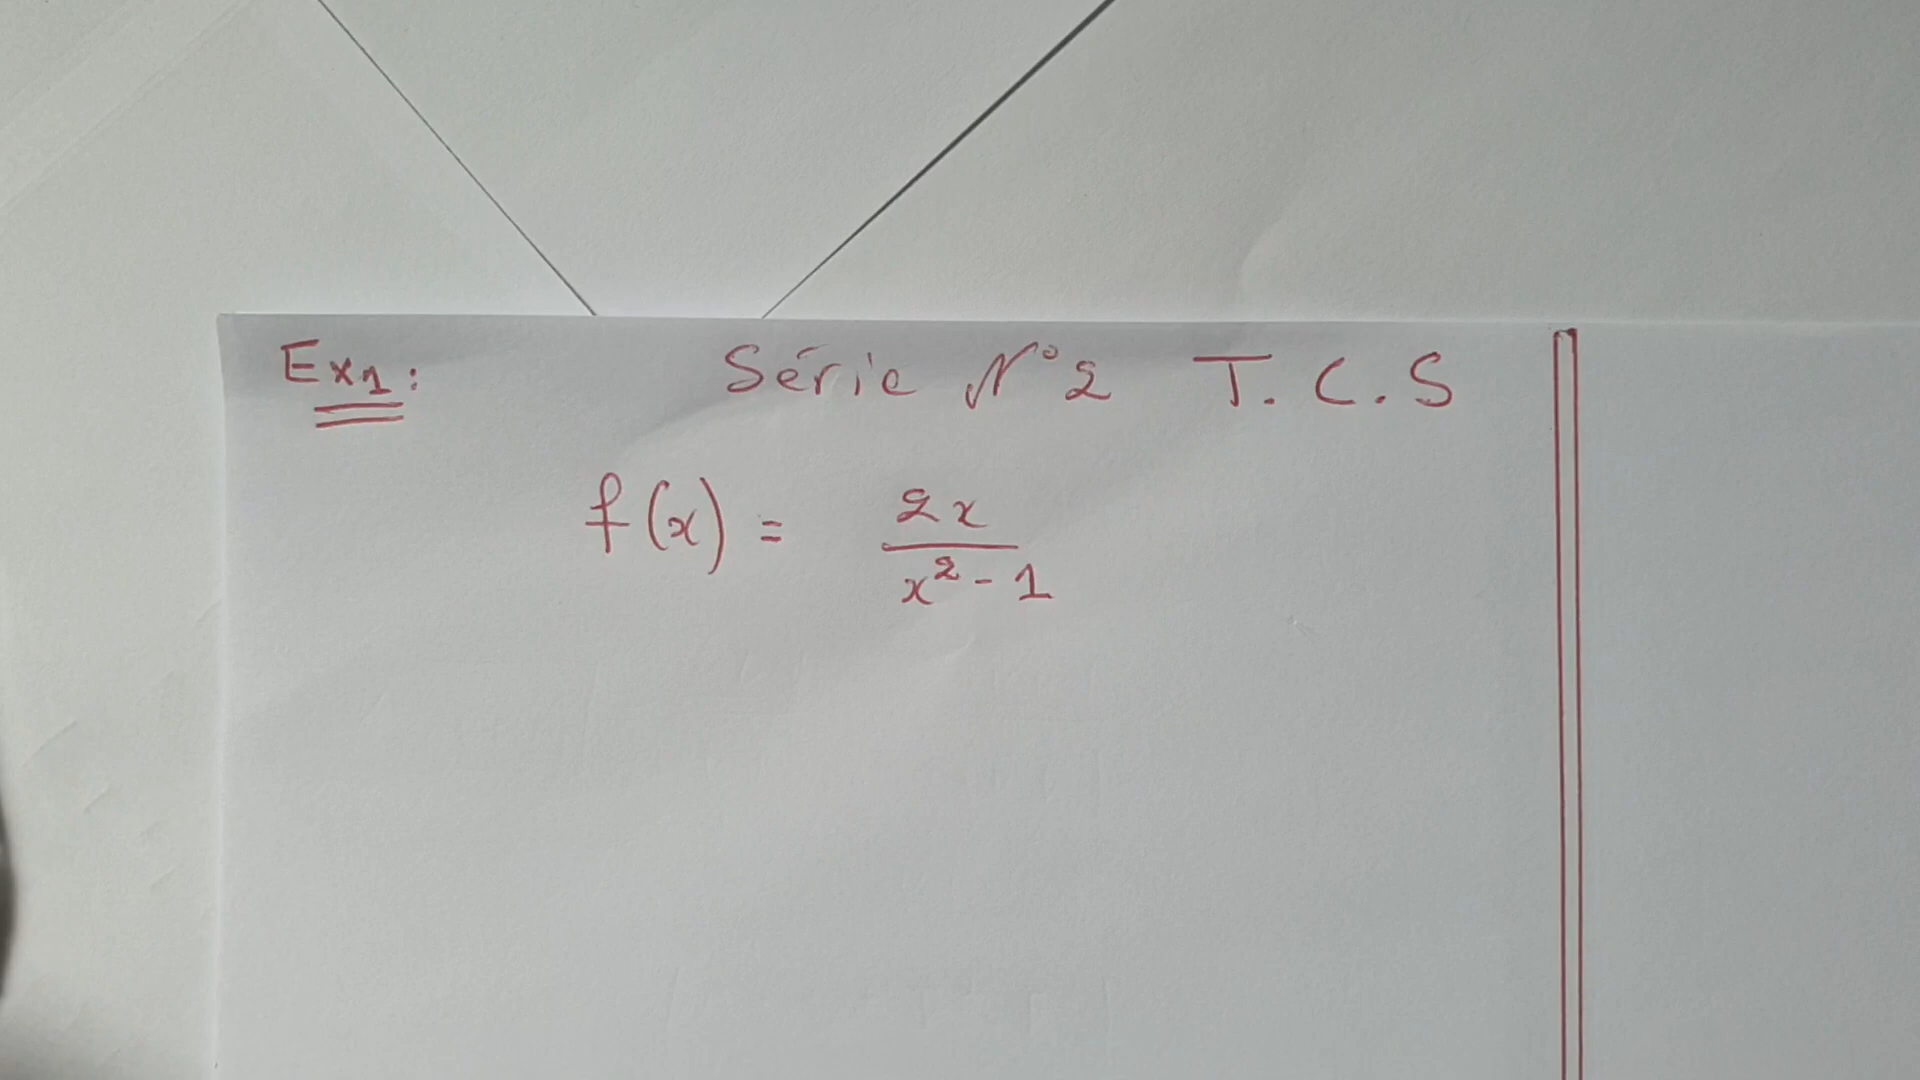 Ex1: Série N°2 T.C.S
f(x) = 2x / x² - 1